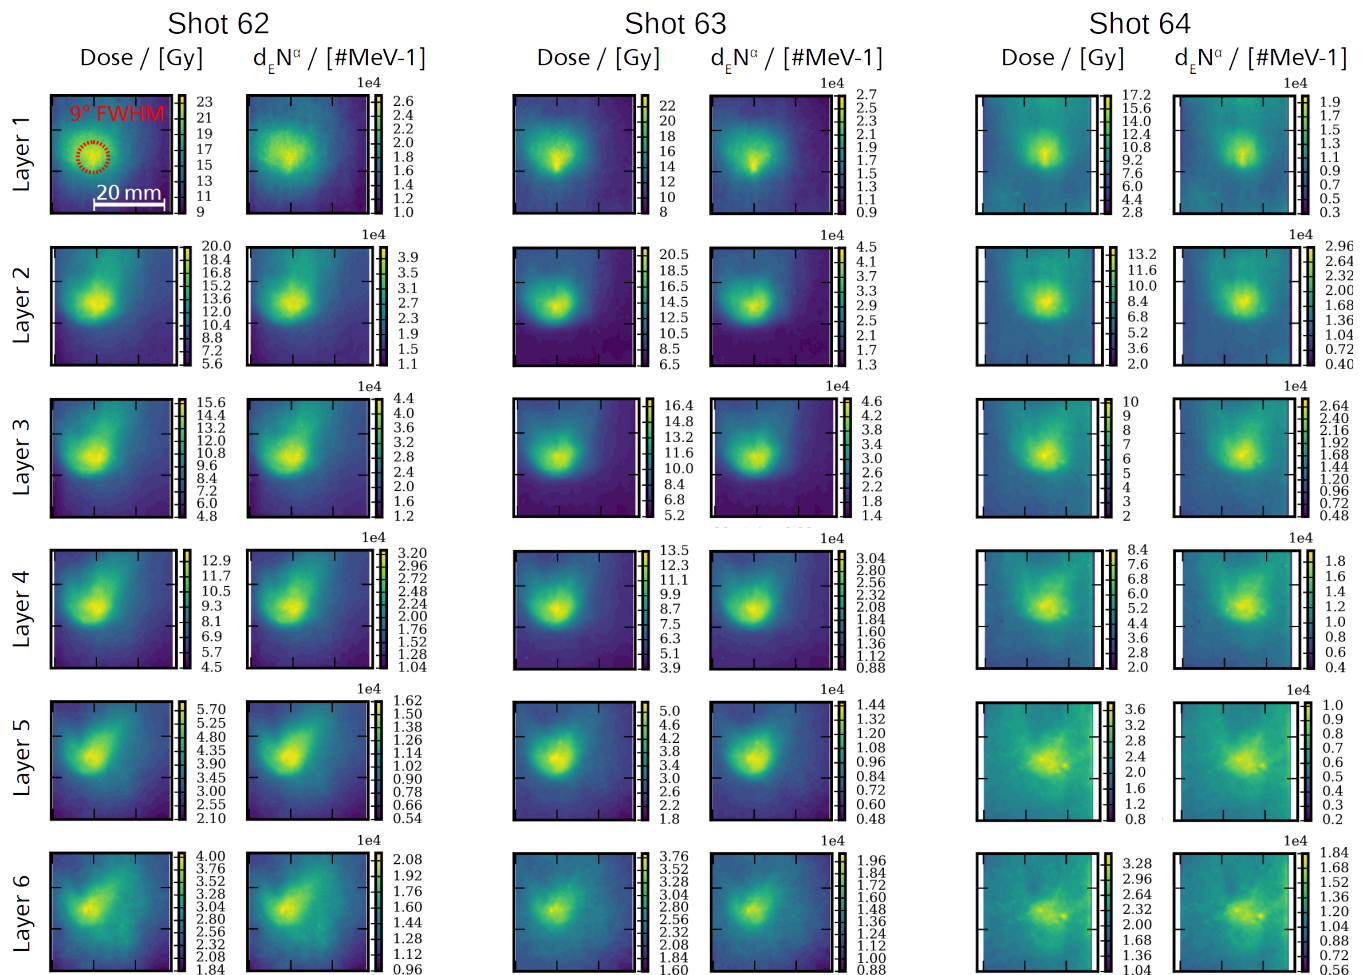 Shot 62 Shot 63 Shot 64
Dose / [Gy] dENα / [#MeV-1] Dose / [Gy] dENα / [#MeV-1] Dose / [Gy] dENα / [#MeV-1]
Layer 1
9° FWHM
20 mm
23 21 19 17 15 13 11 9
1e4
2.6 2.4 2.2 2.0 1.8 1.6 1.4 1.2 1.0
22 20 18 16 14 12 10 8
1e4
2.7 2.5 2.3 2.1 1.9 1.7 1.5 1.3 1.1 0.9
17.2 15.6 14.0 12.4 10.8 9.2 7.6 6.0 4.4 2.8
1e4
1.9 1.7 1.5 1.3 1.1 0.9 0.7 0.5 0.3
Layer 2
20.0 18.4 16.8 15.2 13.6 12.0 10.4 8.8 7.2 5.6
1e4
3.9 3.5 3.1 2.7 2.3 1.9 1.5 1.1
20.5 18.5 16.5 14.5 12.5 10.5 8.5 6.5
1e4
4.5 4.1 3.7 3.3 2.9 2.5 2.1 1.7 1.3
13.2 11.6 10.0 8.4 6.8 5.2 3.6 2.0
1e4
2.96 2.64 2.32 2.00 1.68 1.36 1.04 0.72 0.40
Layer 3
15.6 14.4 13.2 12.0 10.8 9.6 8.4 7.2 6.0 4.8
1e4
4.4 4.0 3.6 3.2 2.8 2.4 2.0 1.6 1.2
16.4 14.8 13.2 11.6 10.0 8.4 6.8 5.2
1e4
4.6 4.2 3.8 3.4 3.0 2.6 2.2 1.8 1.4
10 9 8 7 6 5 4 3 2
1e4
2.64 2.40 2.16 1.92 1.68 1.44 1.20 0.96 0.72 0.48
Layer 4
12.9 11.7 10.5 9.3 8.1 6.9 5.7 4.5
1e4
3.20 2.96 2.72 2.48 2.24 2.00 1.76 1.52 1.28 1.04
13.5 12.3 11.1 9.9 8.7 7.5 6.3 5.1 3.9
1e4
3.04 2.80 2.56 2.32 2.08 1.84 1.60 1.36 1.12 0.88
8.4 7.6 6.8 6.0 5.2 4.4 3.6 2.8 2.0
1e4
1.8 1.6 1.4 1.2 1.0 0.8 0.6 0.4
Layer 5
5.70 5.25 4.80 4.35 3.90 3.45 3.00 2.55 2.10
1e4
1.62 1.50 1.38 1.26 1.14 1.02 0.90 0.78 0.66 0.54
5.0 4.6 4.2 3.8 3.4 3.0 2.6 2.2 1.8
1e4
1.44 1.32 1.20 1.08 0.96 0.84 0.72 0.60 0.48
3.6 3.2 2.8 2.4 2.0 1.6 1.2 0.8
1e4
1.0 0.9 0.8 0.7 0.6 0.5 0.4 0.3 0.2
Layer 6
4.00 3.76 3.52 3.28 3.04 2.80 2.56 2.32 2.08 1.84
1e4
2.08 1.92 1.76 1.60 1.44 1.28 1.12 0.96
3.76 3.52 3.28 3.04 2.80 2.56 2.32 2.08 1.84 1.60
1e4
1.96 1.84 1.72 1.60 1.48 1.36 1.24 1.12 1.00 0.88
3.28 2.96 2.64 2.32 2.00 1.68 1.36 1.04
1e4
1.84 1.68 1.52 1.36 1.20 1.04 0.88 0.72 0.56